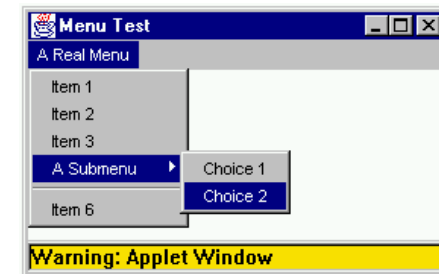 Menu Test
A Real Menu
Item 1
Item 2
Item 3
A Submenu
Choice 1
Choice 2
Item 6
Warning: Applet Window